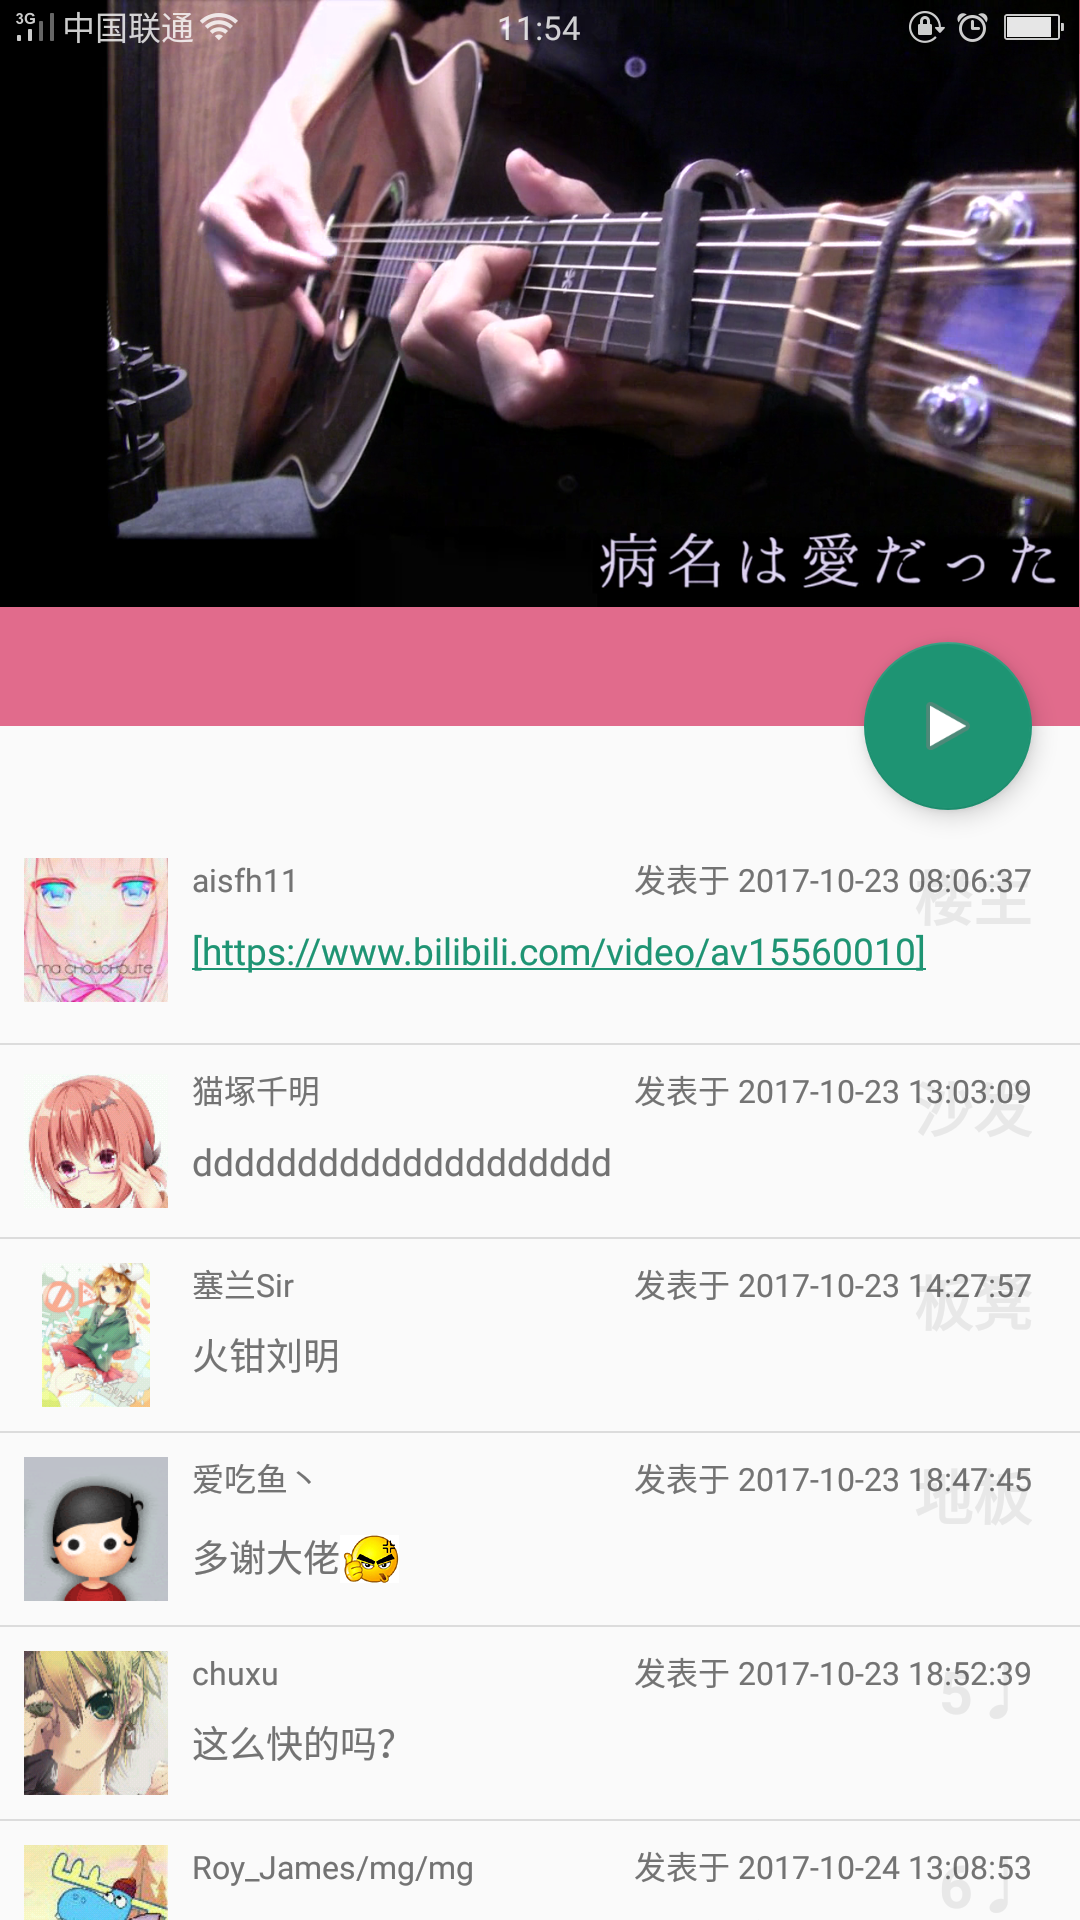 3G 中国联通 11:54
病名は愛だった
aisfh11 发表于 2017-10-23 08:06:37
楼主
[https://www.bilibili.com/video/av15560010]
ma chouchoute
猫塚千明 发表于 2017-10-23 13:03:09
沙发
dddddddddddddddddddd
塞兰Sir 发表于 2017-10-23 14:27:57
板凳
火钳刘明
爱吃鱼丶 发表于 2017-10-23 18:47:45
地板
多谢大佬
chuxu 发表于 2017-10-23 18:52:39
5♩
这么快的吗?
Roy_James/mg/mg 发表于 2017-10-24 13:08:53
6♩